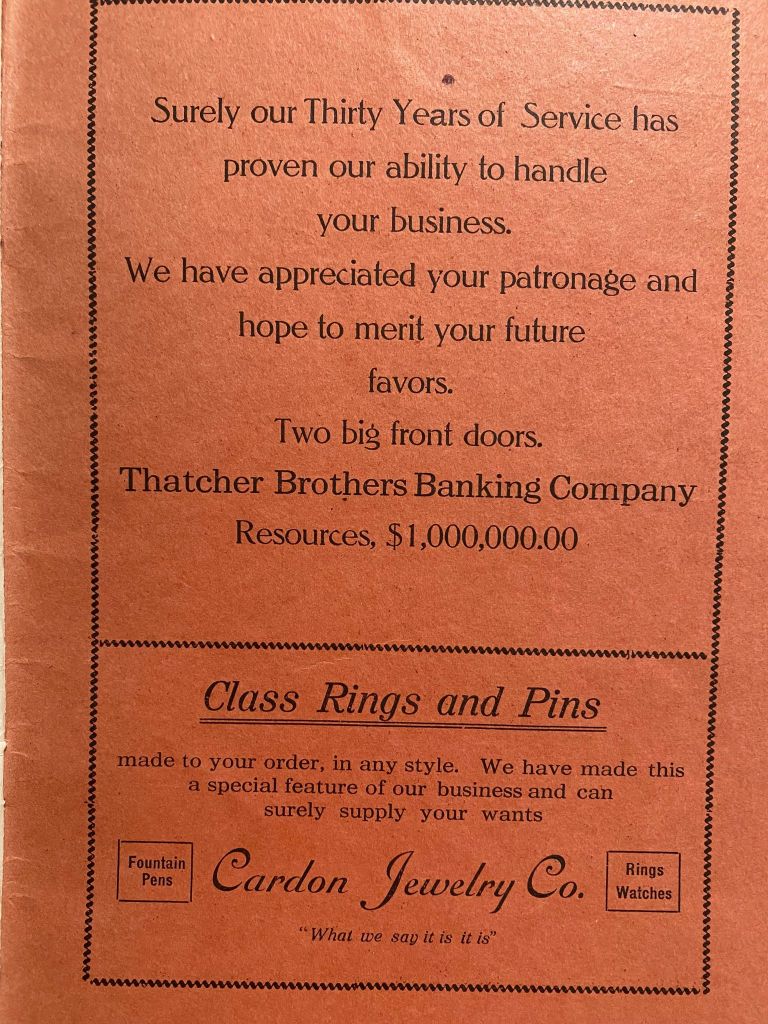 Surely our Thirty Years of Service has
proven our ability to handle
your business.
We have appreciated your patronage and
hope to merit your future
favors.
Two big front doors.
Thatcher Brothers Banking Company
Resources, $1,000,000.00
Class Rings and Pins
made to your order, in any style. We have made this
a special feature of our business and can
surely supply your wants
Fountain
Pens
Cardon Jewelry Co.
Rings
Watches
"What we say it is it is"